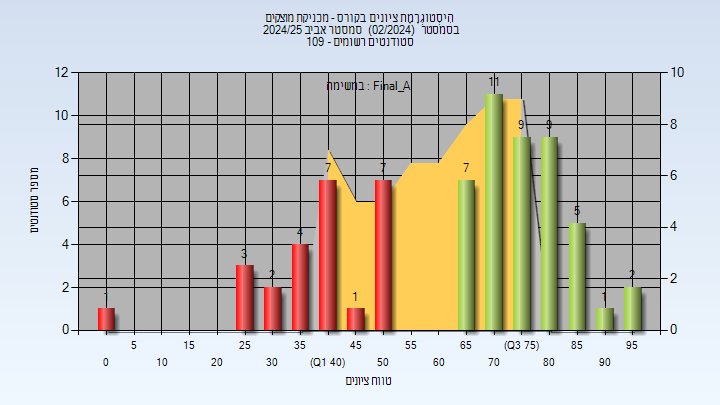 היסטוגרמת ציונים בקורס - מכניקת מוצקים
בסמסטר (02/2024) סמסטר אביב 2024/25
סטודנטים רשומים - 109
במשימה : Final_A
12 10 8 6 4 2 0
10 8 6 4 2 0
מספר סטודנטים
1 3 2 4 7 1 7 7 11 9 9 5 1 2
5 15 20 25 35 45 55 65 (Q3 75) 85 95
0 10 30 (Q1 40) 50 60 70 80 90
טווח ציונים